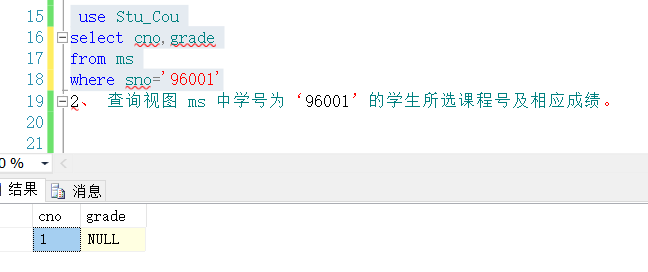 15 use Stu_Cou
16 select cno,grade
17 from ms
18 where sno='96001'
19 2、 查询视图 ms 中学号为‘96001’的学生所选课程号及相应成绩。
20
21
0 %
结果 消息
cno grade
1 NULL